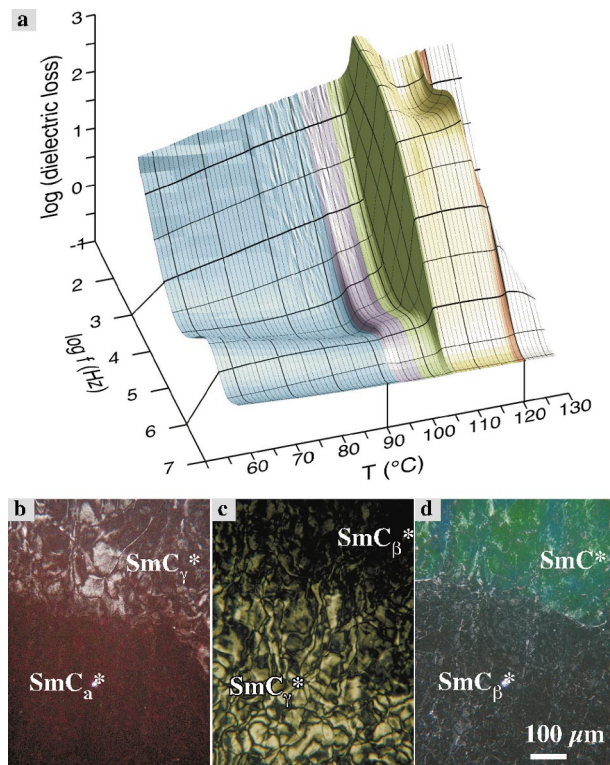 a
3
2
1
0
-1
log (dielectric loss)
2
3
4
5
6
7
log f (Hz)
60
70
80
90
100
110
120
130
T (°C)
b
SmCγ*
SmCa*
c
SmCβ*
SmCγ*
d
SmC*
SmCβ*
100 µm